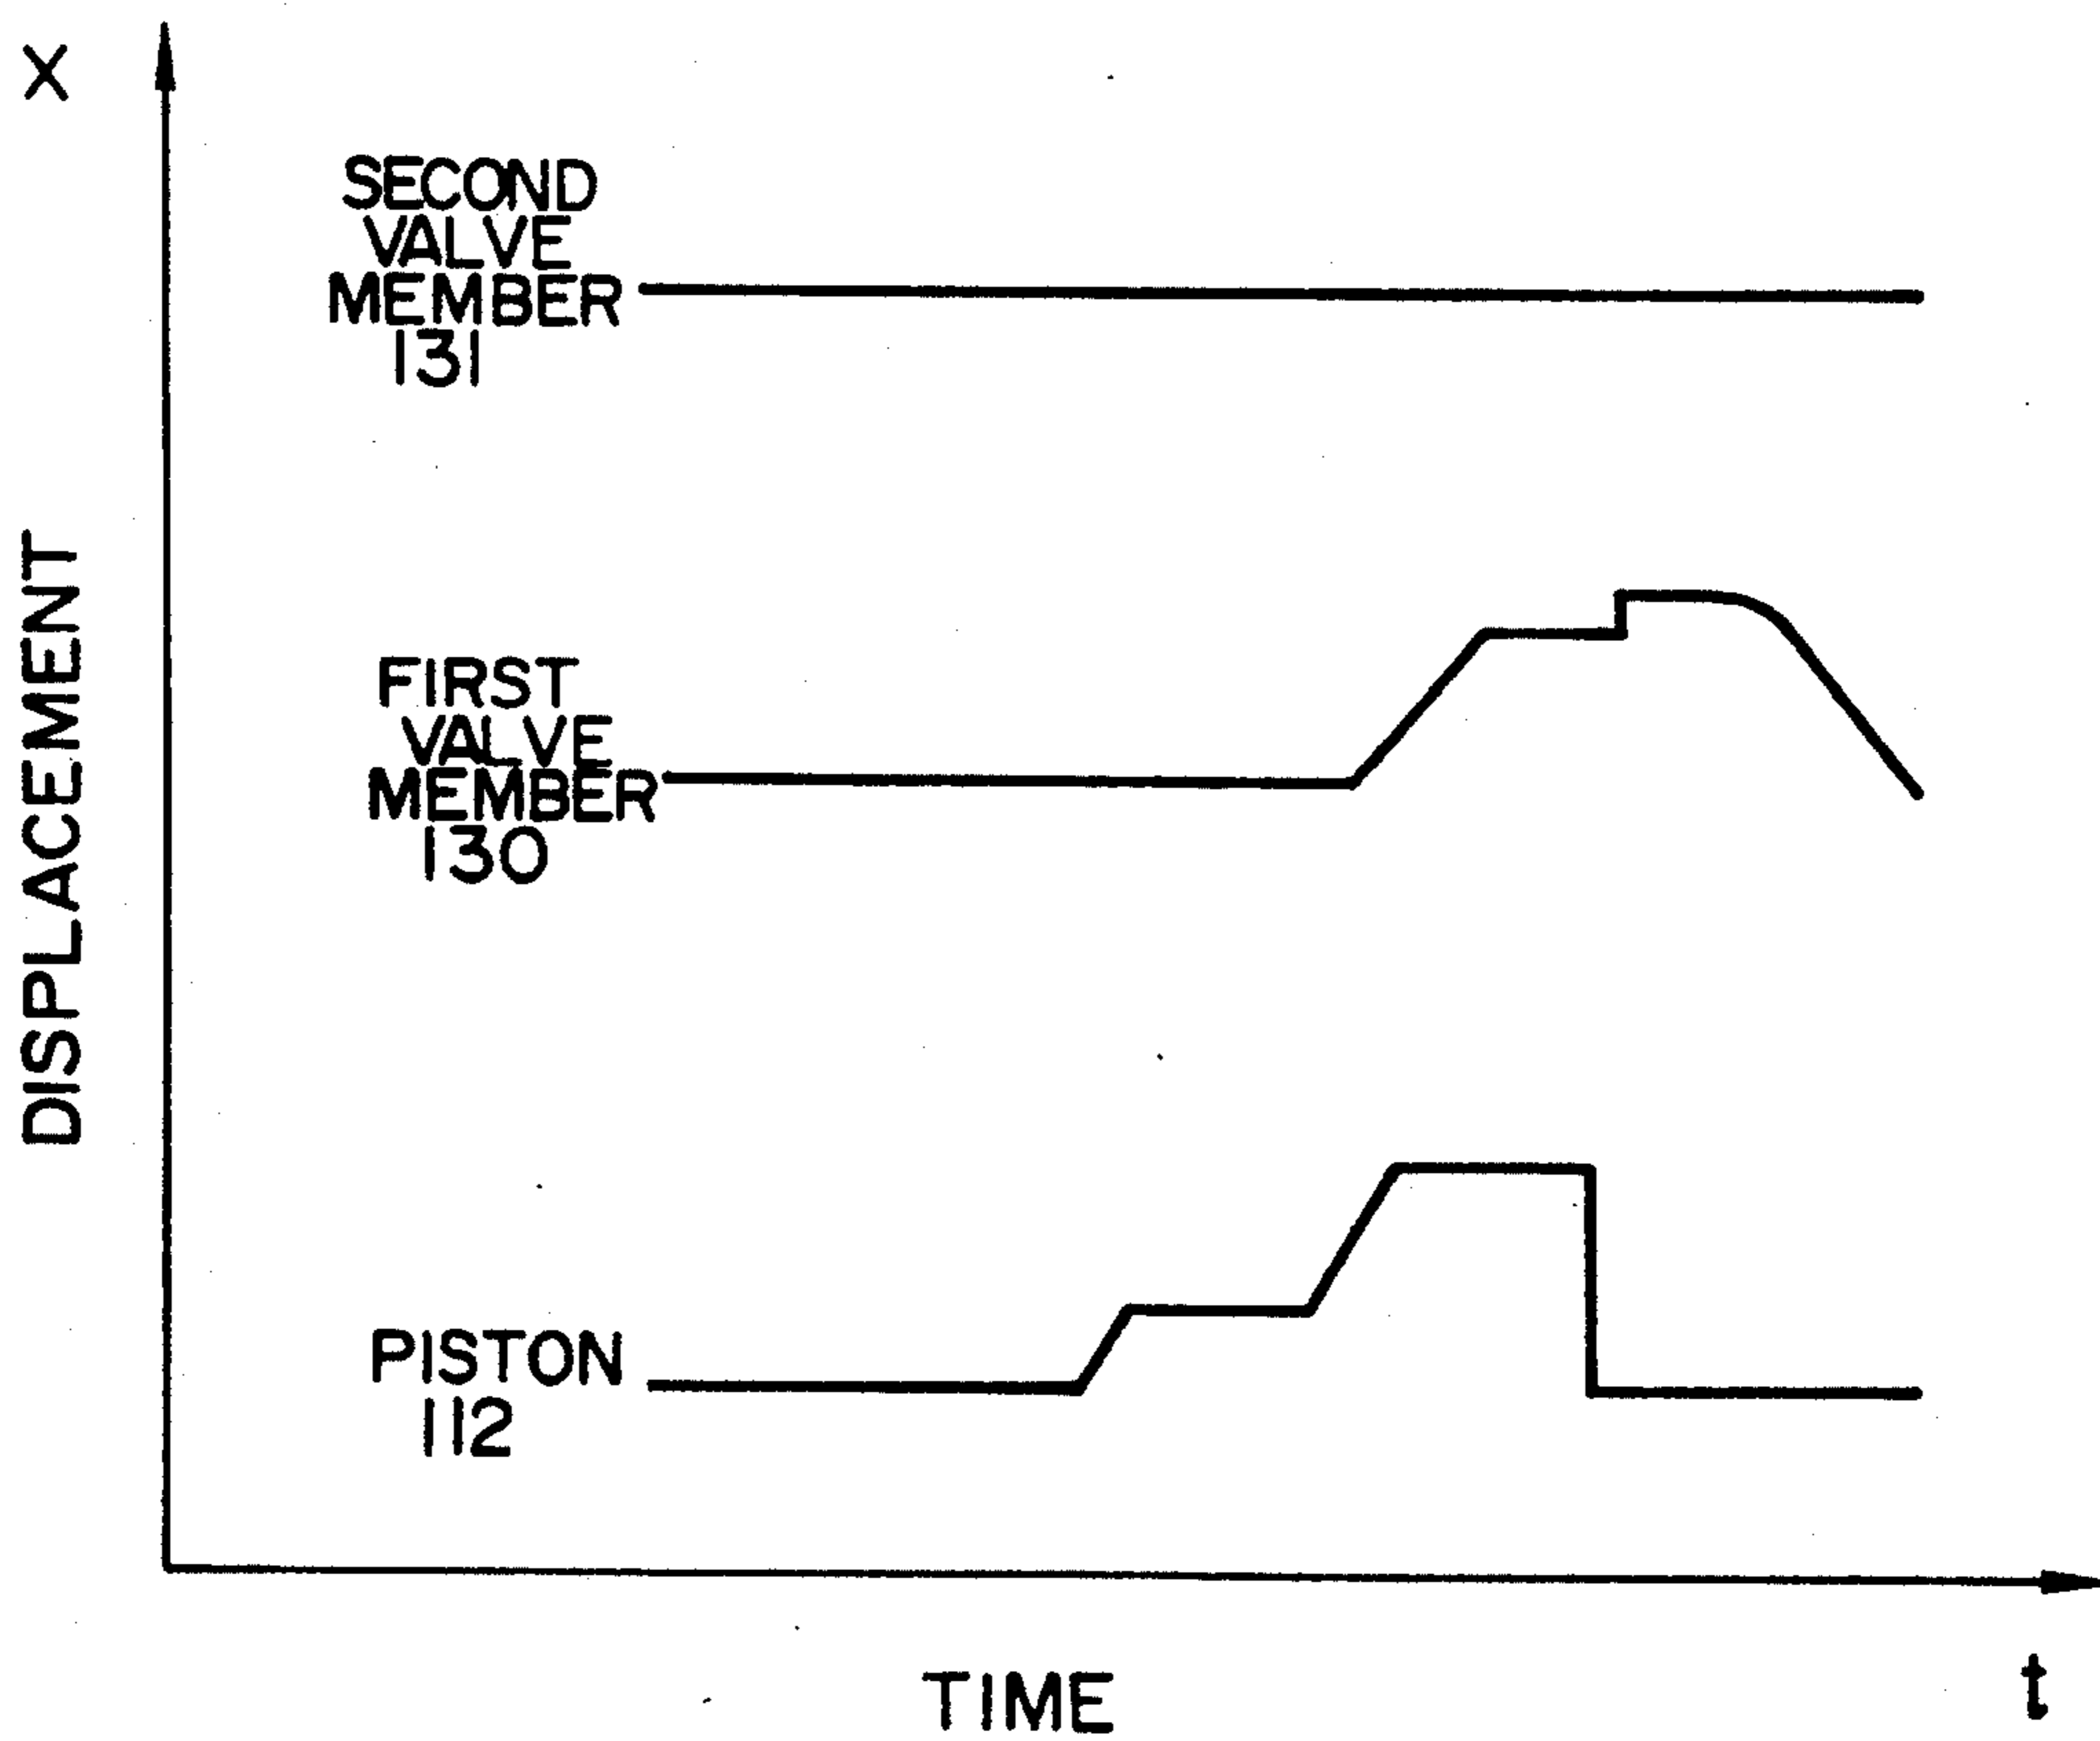 X
SECOND
VALVE
MEMBER
131
DISPLACEMENT
FIRST
VALVE
MEMBER
130
PISTON
112
TIME
t